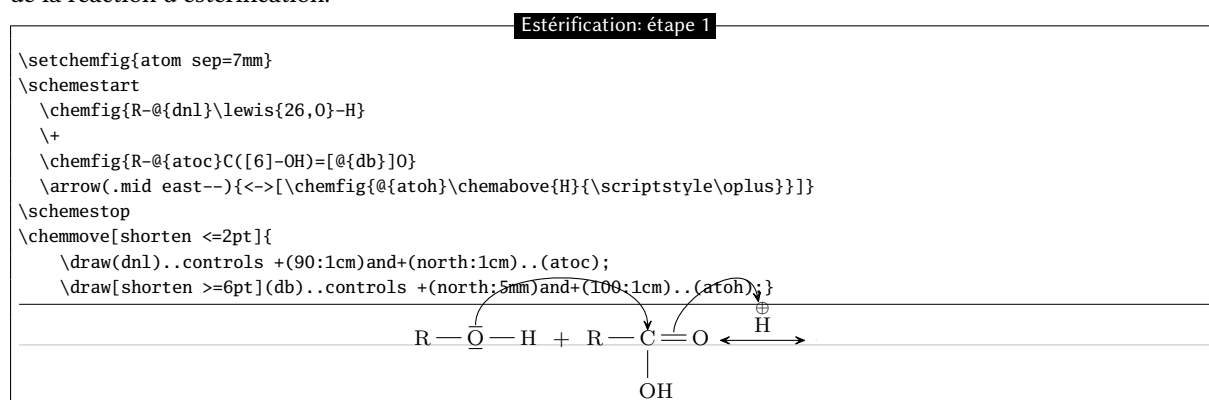 de la réaction d'estérification.
Estérification: étape 1
\setchemfig{atom sep=7mm}
\schemestart
\chemfig{R-@{dnl}\lewis{26,O}-H}
\+
\chemfig{R-@{atoc}C([6]-OH)=[@{db}]O}
\arrow(.mid east--){<->[\chemfig{@{atoh}\chemabove{H}{\scriptstyle\oplus}}]}
\schemestop
\chemmove[shorten <=2pt]{
\draw(dnl)..controls +(90:1cm)and+(north:1cm)..(atoc);
\draw[shorten >=6pt](db)..controls +(north:5mm)and+(100:1cm)..(atoh);}
⊕
H
R — O — H + R — C = O
OH